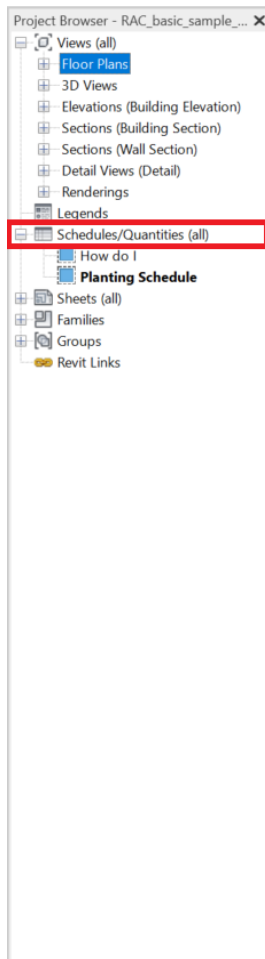 Project Browser - RAC_basic_sample_...
Views (all)
Floor Plans
3D Views
Elevations (Building Elevation)
Sections (Building Section)
Sections (Wall Section)
Detail Views (Detail)
Renderings
Legends
Schedules/Quantities (all)
How do I
Planting Schedule
Sheets (all)
Families
Groups
Revit Links